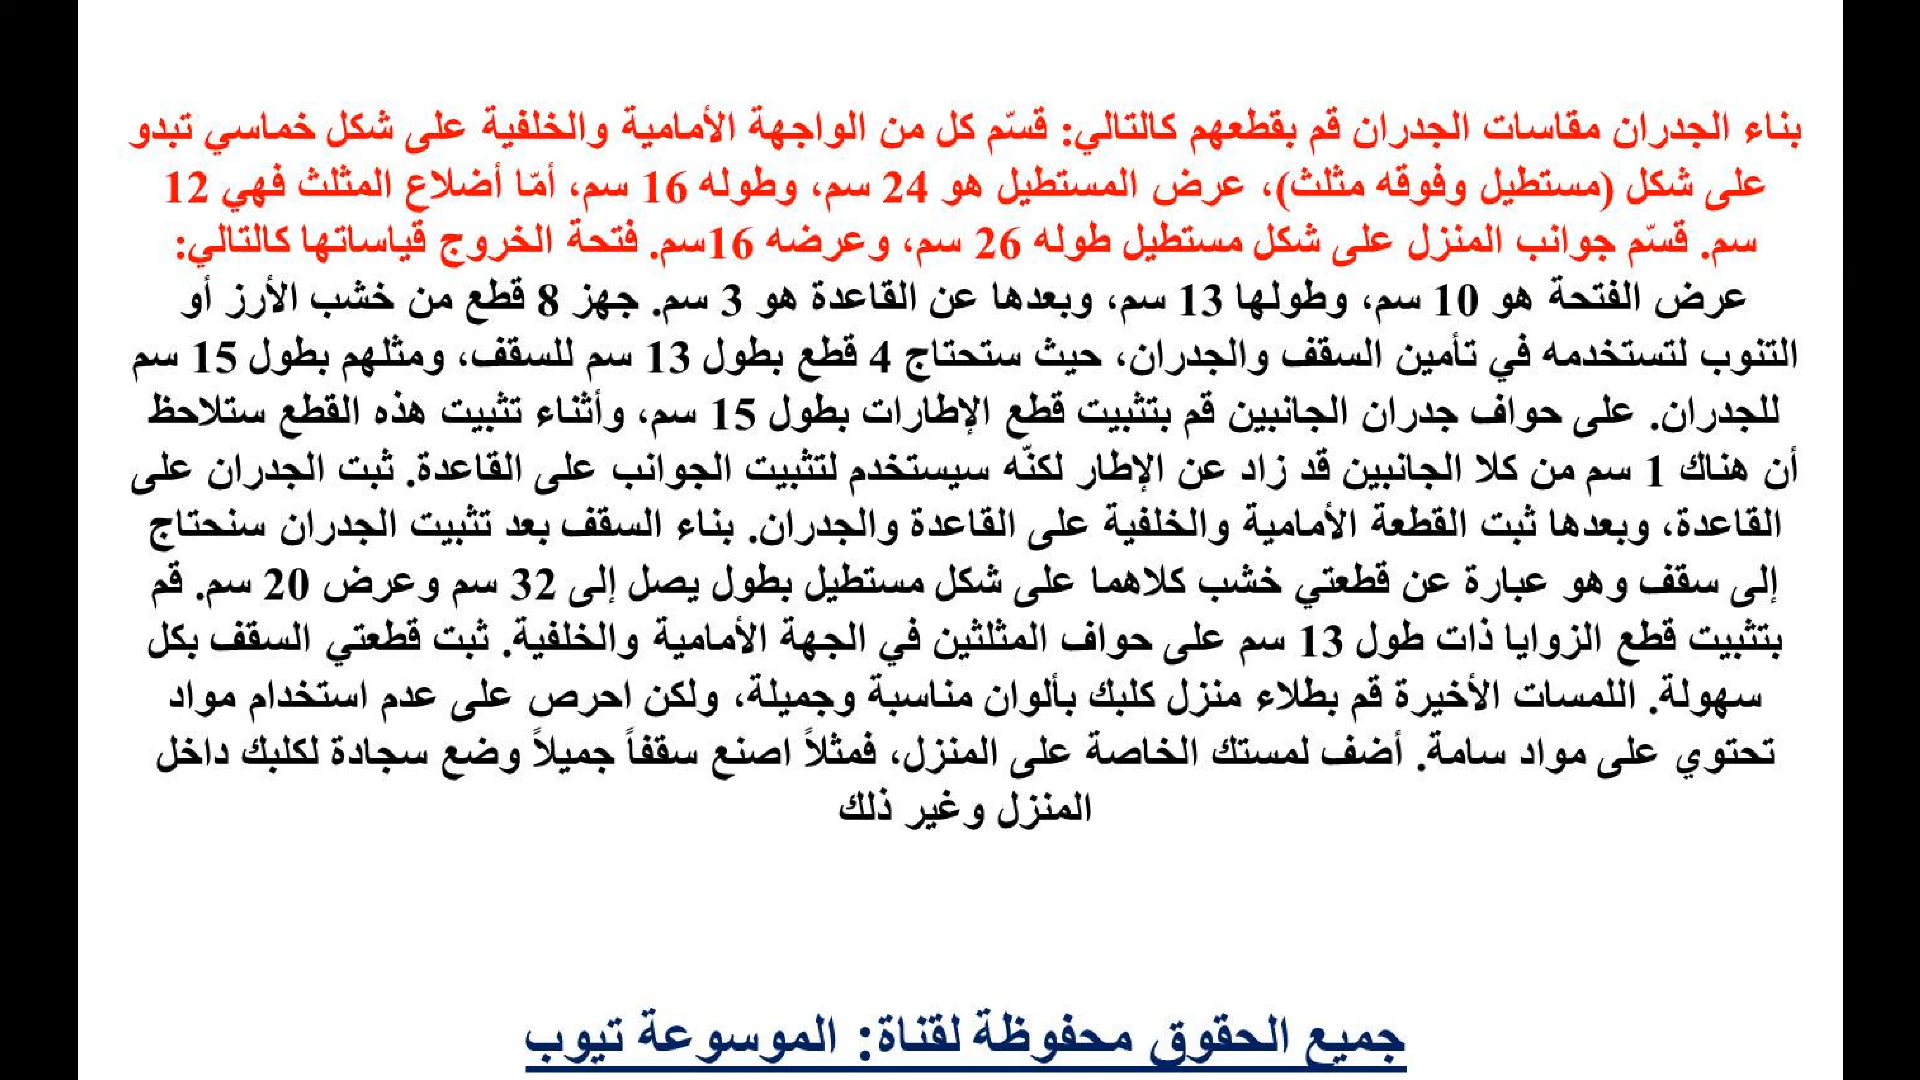 بناء الجدران مقاسات الجدران قم بقطعهم كالتالي: قسّم كل من الواجهة الأمامية والخلفية على شكل خماسي تبدو
على شكل (مستطيل وفوقه مثلث)، عرض المستطيل هو 24 سم، وطوله 16 سم، أمّا أضلاع المثلث فهي 12
سم. قسّم جوانب المنزل على شكل مستطيل طوله 26 سم، وعرضه 16سم. فتحة الخروج قياساتها كالتالي:
عرض الفتحة هو 10 سم، وطولها 13 سم، وبعدها عن القاعدة هو 3 سم. جهز 8 قطع من خشب الأرز أو
التنوب لتستخدمه في تأمين السقف والجدران، حيث ستحتاج 4 قطع بطول 13 سم للسقف، ومثلهم بطول 15 سم
للجدران. على حواف جدران الجانبين قم بتثبيت قطع الإطارات بطول 15 سم، وأثناء تثبيت هذه القطع ستلاحظ
أن هناك 1 سم من كلا الجانبين قد زاد عن الإطار لكنّه سيستخدم لتثبيت الجوانب على القاعدة. ثبت الجدران على
القاعدة، وبعدها ثبت القطعة الأمامية والخلفية على القاعدة والجدران. بناء السقف بعد تثبيت الجدران سنحتاج
إلى سقف وهو عبارة عن قطعتي خشب كلاهما على شكل مستطيل بطول يصل إلى 32 سم وعرض 20 سم. قم
بتثبيت قطع الزوايا ذات طول 13 سم على حواف المثلثين في الجهة الأمامية والخلفية. ثبت قطعتي السقف بكل
سهولة. اللمسات الأخيرة قم بطلاء منزل كلبك بألوان مناسبة وجميلة، ولكن احرص على عدم استخدام مواد
تحتوي على مواد سامة. أضف لمستك الخاصة على المنزل، فمثلاً اصنع سقفاً جميلاً وضع سجادة لكلبك داخل
المنزل وغير ذلك
جميع الحقوق محفوظة لقناة: الموسوعة تيوب